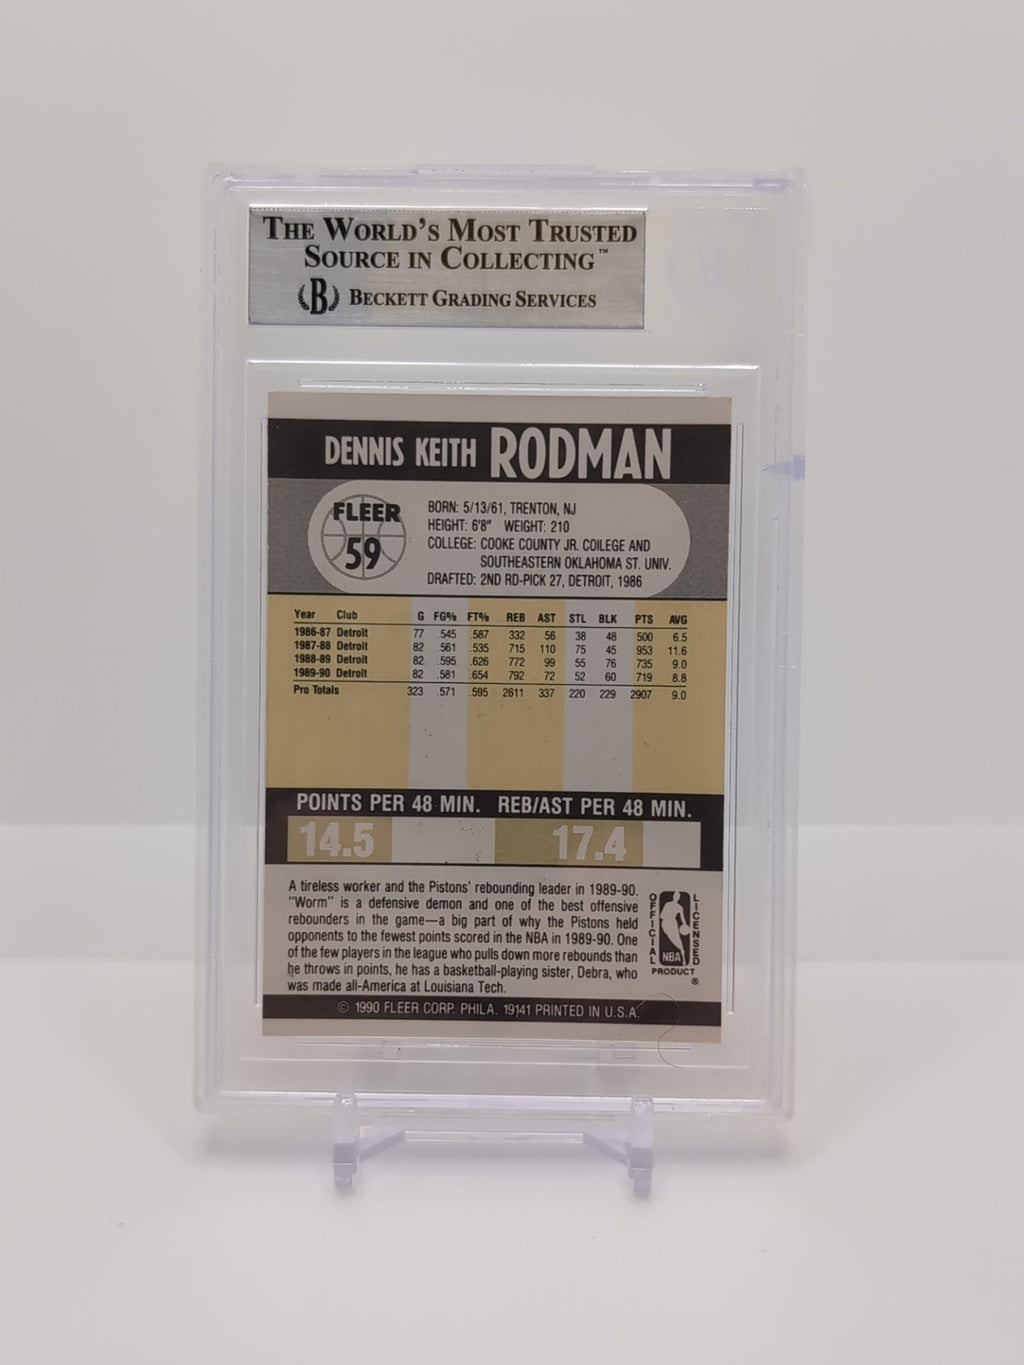 THE WORLD'S MOST TRUSTED
SOURCE IN COLLECTING™
B BECKETT GRADING SERVICES
DENNIS KEITH RODMAN
FLEER
59
BORN: 5/13/61, TRENTON, NJ
HEIGHT: 6'8" WEIGHT: 210
COLLEGE: COOKE COUNTY JR. COILEGE AND
SOUTHEASTERN OKLAHOMA ST. UNIV.
DRAFTED: 2ND RD-PICK 27, DETROIT, 1986
Year Club G FG% FT% REB AST STL BLK PTS AVG
1986-87 Detroit 77 .545 .587 332 56 38 48 500 6.5
1987-88 Detroit 82 .561 .535 715 110 75 45 953 11.6
1988-89 Detroit 82 .595 .626 772 99 55 76 735 9.0
1989-90 Detroit 82 .581 .654 792 72 52 60 719 8.8
Pro Totals 323 .571 .595 2611 337 220 229 2907 9.0
POINTS PER 48 MIN. REB/AST PER 48 MIN.
14.5 17.4
A tireless worker and the Pistons' rebounding leader in 1989-90.
"Worm" is a defensive demon and one of the best offensive
rebounders in the game—a big part of why the Pistons held
opponents to the fewest points scored in the NBA in 1989-90. One
of the few players in the league who pulls down more rebounds than
he throws in points, he has a basketball-playing sister, Debra, who
was made all-America at Louisiana Tech.
OFFICIAL
NBA
LICENSED
PRODUCT
®
© 1990 FLEER CORP. PHILA. 19141 PRINTED IN U.S.A.